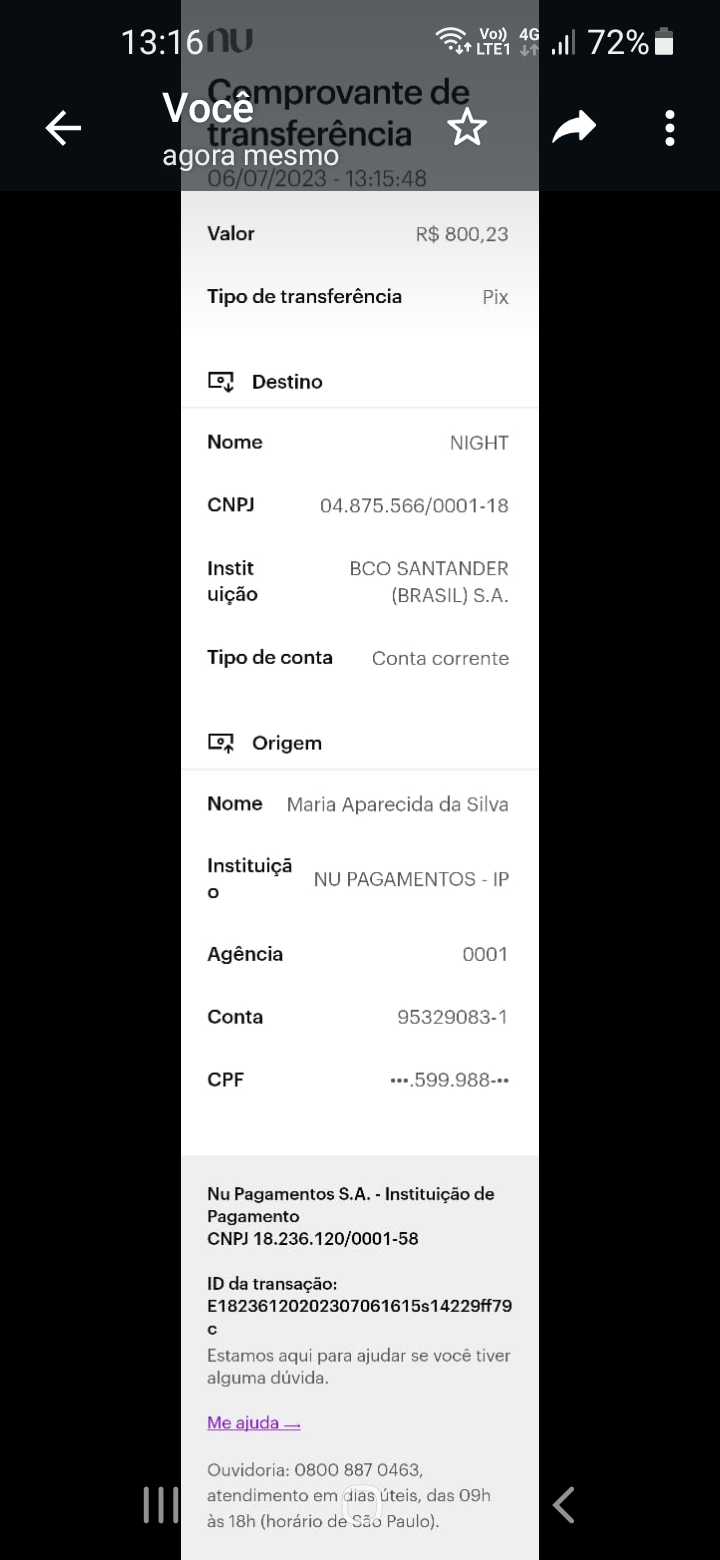 13:16 nu Vo)) LTE1 4G 72%
Comprovante de
Você
transferência
agora mesmo
06/07/2023 - 13:15:48
Valor R$ 800,23
Tipo de transferência Pix
Destino
Nome NIGHT
CNPJ 04.875.566/0001-18
Instit
uição
BCO SANTANDER
(BRASIL) S.A.
Tipo de conta Conta corrente
Origem
Nome Maria Aparecida da Silva
Instituiçã
o
NU PAGAMENTOS - IP
Agência 0001
Conta 95329083-1
CPF •••.599.988-••
Nu Pagamentos S.A. - Instituição de
Pagamento
CNPJ 18.236.120/0001-58
ID da transação:
E18236120202307061615s14229ff79
c
Estamos aqui para ajudar se você tiver
alguma dúvida.
Me ajuda →
Ouvidoria: 0800 887 0463,
atendimento em dias úteis, das 09h
às 18h (horário de São Paulo).